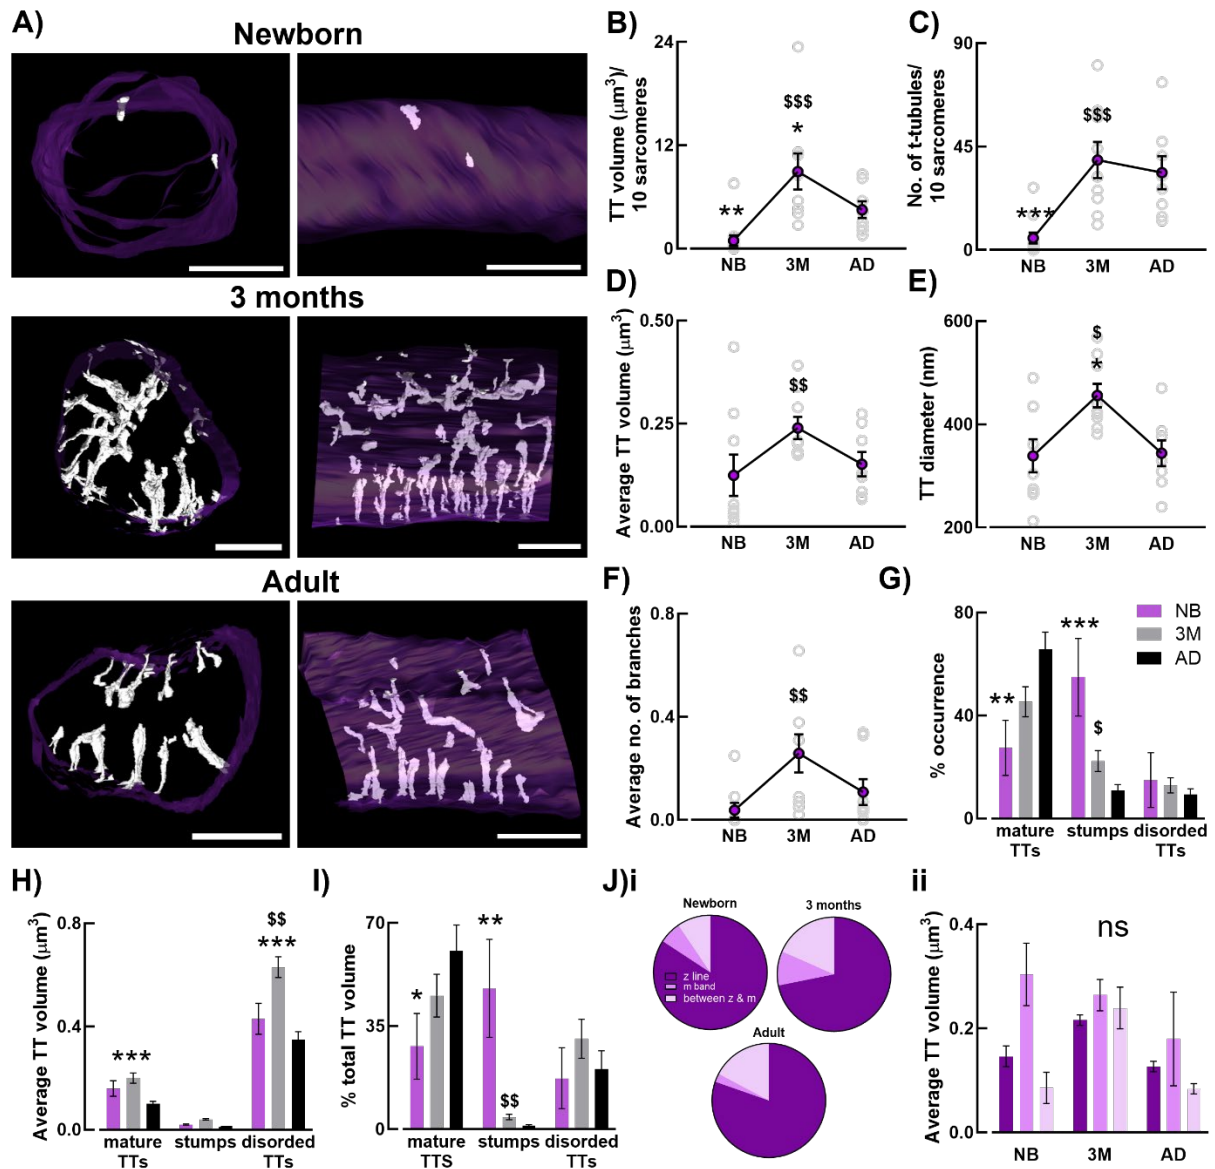 A)
Newborn
3 months
Adult
B)
TT volume (μm³)/
10 sarcomeres
24
12
0
**
$$$
*
NB 3M AD
C)
No. of t-tubules/
10 sarcomeres
90
45
0
***
$$$
NB 3M AD
D)
Average TT volume (μm³)
0.50
0.25
0.00
$$
NB 3M AD
E)
TT diameter (nm)
600
400
200
$
*
NB 3M AD
F)
Average no. of branches
0.8
0.4
0.0
$$
NB 3M AD
G)
% occurrence
80
40
0
**
***
$
NB
3M
AD
mature stumps disorded
TTs TTs
H)
Average TT volume (μm³)
0.8
0.4
0.0
***
$$
***
mature stumps disorded
TTs TTs
I)
% total TT volume
70
35
0
*
**
$$
mature stumps disorded
TTS TTs
J)i
Newborn
3 months
z line
m band
between z & m
Adult
ii
Average TT volume (μm³)
0.4
0.2
0.0
ns
NB 3M AD